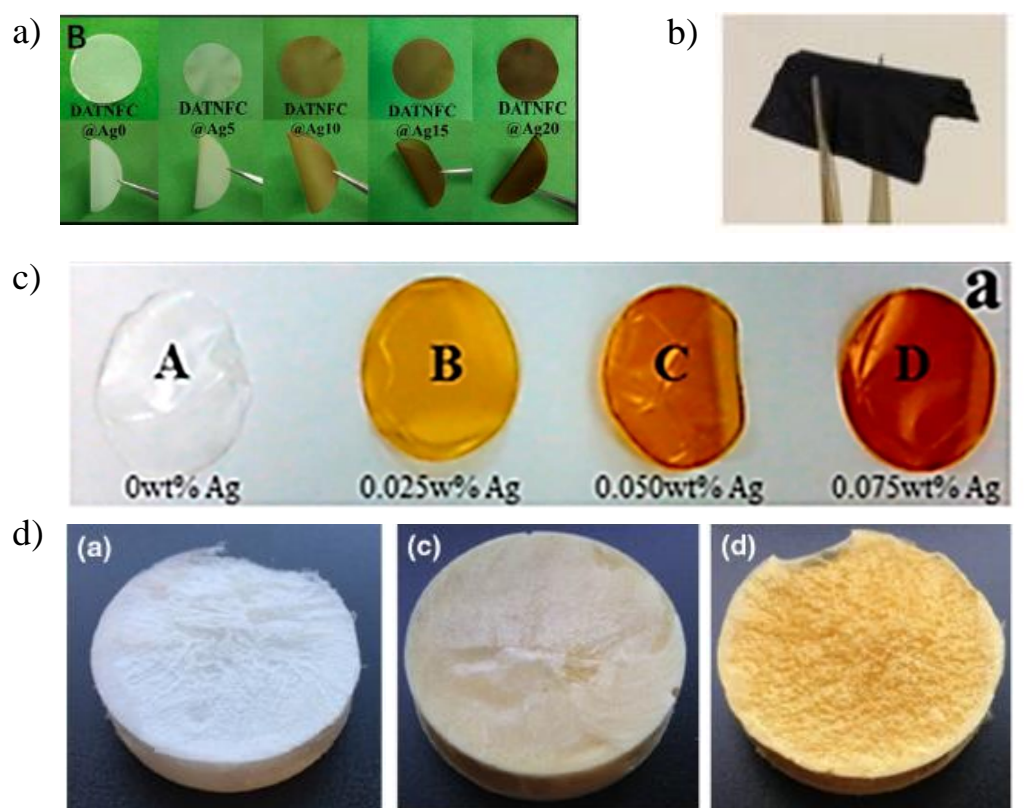 a)
B
b)
DATNFC DATNFC DATNFC DATNFC DATNFC
@Ag0 @Ag5 @Ag10 @Ag15 @Ag20
c)
a
A B C D
0wt% Ag 0.025w% Ag 0.050wt% Ag 0.075wt% Ag
d)
(a) (c) (d)